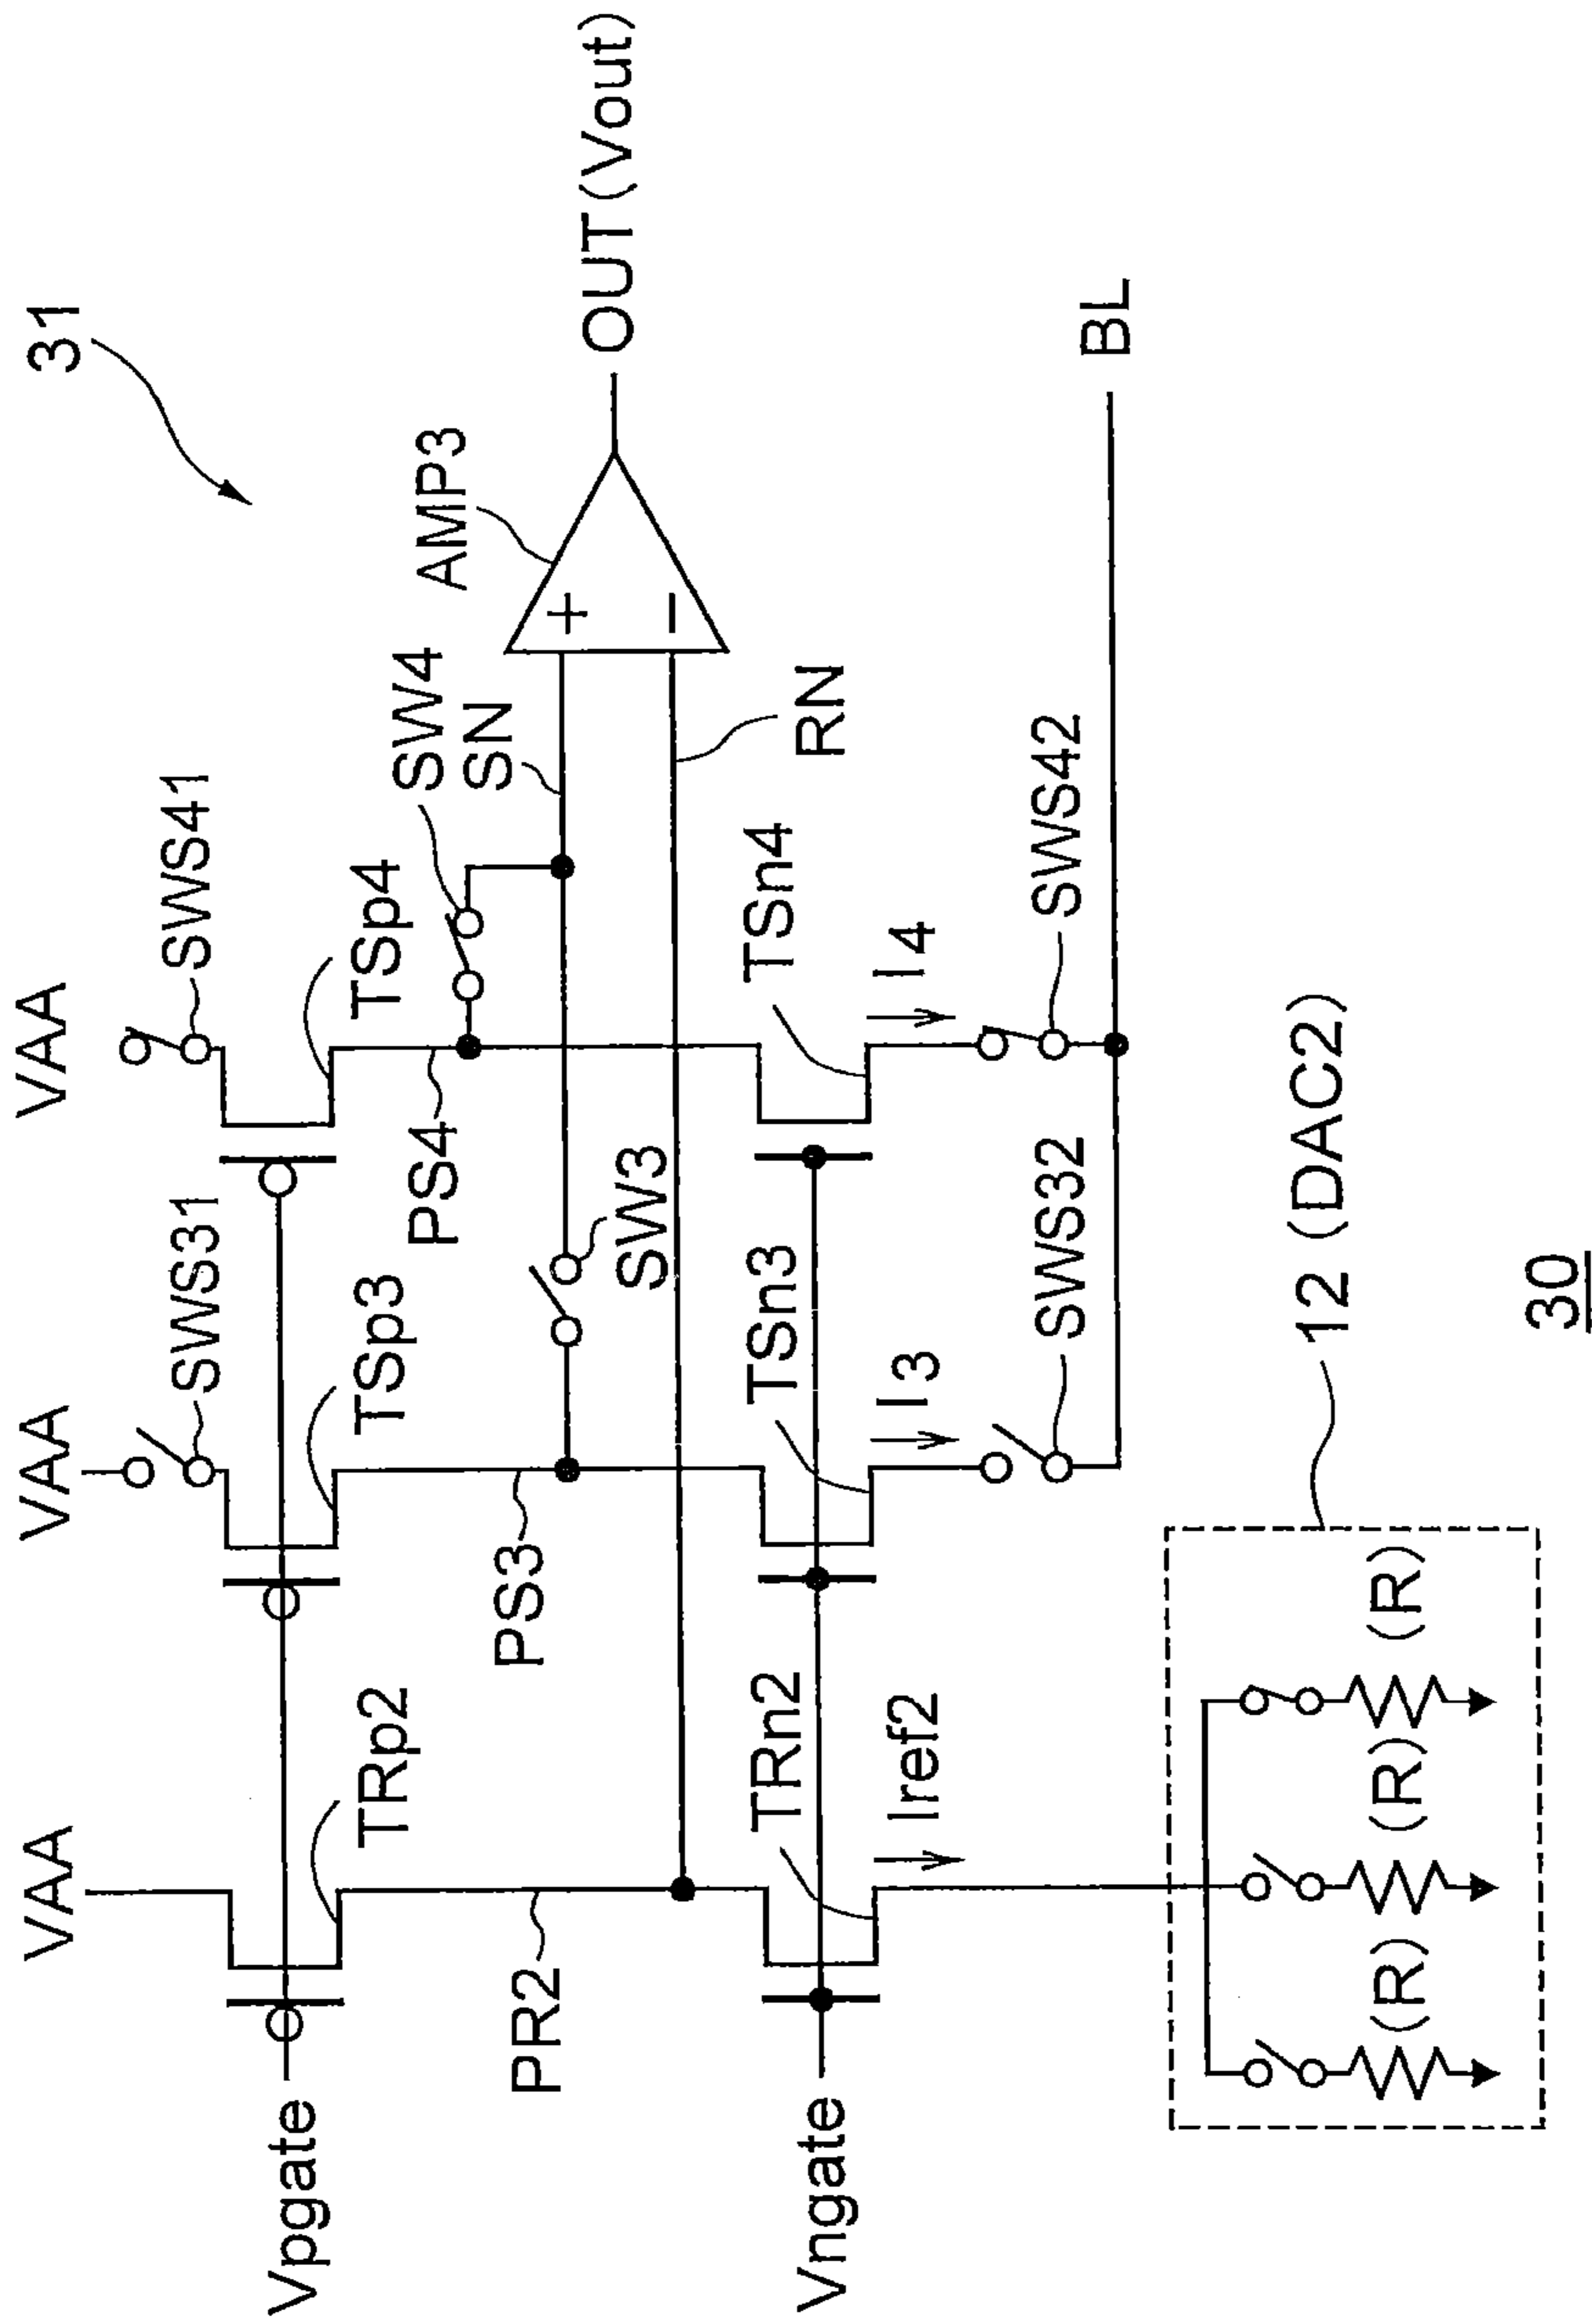 31
VAA
VAA
VAA
SWS31
SWS41
Vpgate
TRp2
TSp3
TSp4
SW4
AMP3
PS4
SN
PR2
PS3
+
OUT(Vout)
SW3
−
RN
Vngate
TRn2
TSn3
TSn4
Iref2
I3
I4
SWS32
SWS42
BL
12 (DAC2)
(R)
(R)
(R)
30